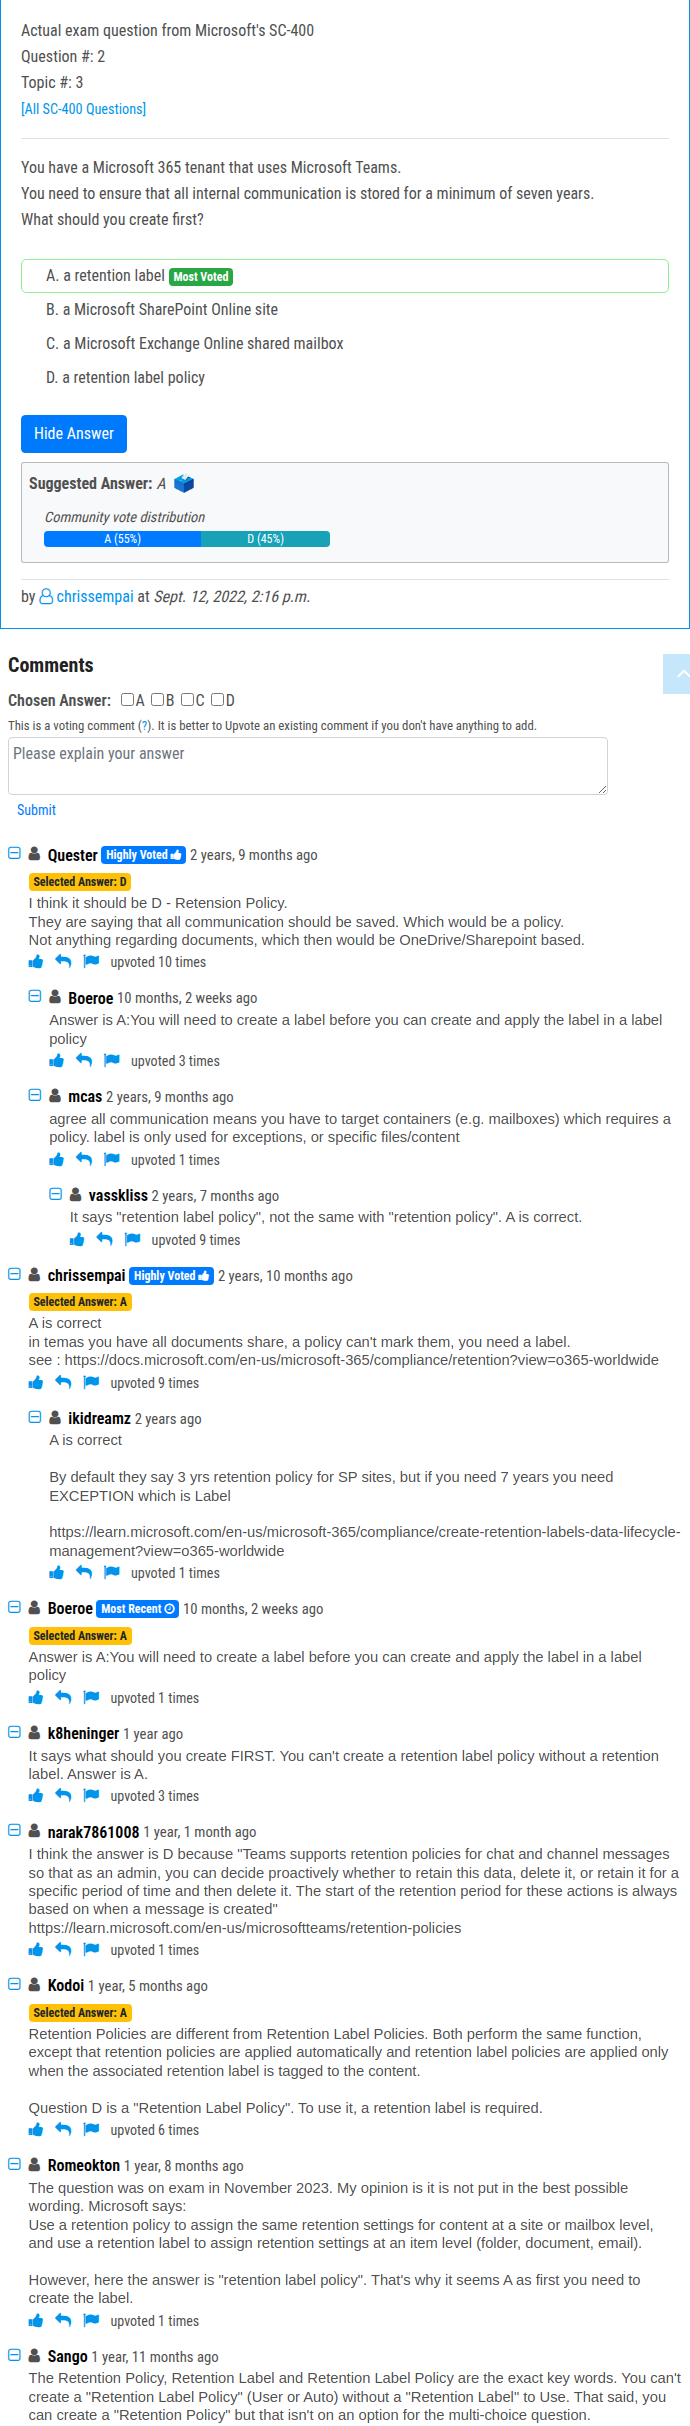 Actual exam question from Microsoft's SC-400
Question #: 2
Topic #: 3
[All SC-400 Questions]
You have a Microsoft 365 tenant that uses Microsoft Teams.
You need to ensure that all internal communication is stored for a minimum of seven years.
What should you create first?
A. a retention label Most Voted
B. a Microsoft SharePoint Online site
C. a Microsoft Exchange Online shared mailbox
D. a retention label policy
Hide Answer
Suggested Answer: A
Community vote distribution
A (55%) D (45%)
by chrissempai at Sept. 12, 2022, 2:16 p.m.
Comments
Chosen Answer: A B C D
This is a voting comment (?). It is better to Upvote an existing comment if you don't have anything to add.
Please explain your answer
Submit
Quester Highly Voted 2 years, 9 months ago
Selected Answer: D
I think it should be D - Retension Policy.
They are saying that all communication should be saved. Which would be a policy.
Not anything regarding documents, which then would be OneDrive/Sharepoint based.
upvoted 10 times
Boeroe 10 months, 2 weeks ago
Answer is A:You will need to create a label before you can create and apply the label in a label
policy
upvoted 3 times
mcas 2 years, 9 months ago
agree all communication means you have to target containers (e.g. mailboxes) which requires a
policy. label is only used for exceptions, or specific files/content
upvoted 1 times
vasskliss 2 years, 7 months ago
It says "retention label policy", not the same with "retention policy". A is correct.
upvoted 9 times
chrissempai Highly Voted 2 years, 10 months ago
Selected Answer: A
A is correct
in temas you have all documents share, a policy can't mark them, you need a label.
see : https://docs.microsoft.com/en-us/microsoft-365/compliance/retention?view=o365-worldwide
upvoted 9 times
ikidreamz 2 years ago
A is correct
By default they say 3 yrs retention policy for SP sites, but if you need 7 years you need
EXCEPTION which is Label
https://learn.microsoft.com/en-us/microsoft-365/compliance/create-retention-labels-data-lifecycle-
management?view=o365-worldwide
upvoted 1 times
Boeroe Most Recent 10 months, 2 weeks ago
Selected Answer: A
Answer is A:You will need to create a label before you can create and apply the label in a label
policy
upvoted 1 times
k8heninger 1 year ago
It says what should you create FIRST. You can't create a retention label policy without a retention
label. Answer is A.
upvoted 3 times
narak7861008 1 year, 1 month ago
I think the answer is D because "Teams supports retention policies for chat and channel messages
so that as an admin, you can decide proactively whether to retain this data, delete it, or retain it for a
specific period of time and then delete it. The start of the retention period for these actions is always
based on when a message is created"
https://learn.microsoft.com/en-us/microsoftteams/retention-policies
upvoted 1 times
Kodoi 1 year, 5 months ago
Selected Answer: A
Retention Policies are different from Retention Label Policies. Both perform the same function,
except that retention policies are applied automatically and retention label policies are applied only
when the associated retention label is tagged to the content.
Question D is a "Retention Label Policy". To use it, a retention label is required.
upvoted 6 times
Romeokton 1 year, 8 months ago
The question was on exam in November 2023. My opinion is it is not put in the best possible
wording. Microsoft says:
Use a retention policy to assign the same retention settings for content at a site or mailbox level,
and use a retention label to assign retention settings at an item level (folder, document, email).
However, here the answer is "retention label policy". That's why it seems A as first you need to
create the label.
upvoted 1 times
Sango 1 year, 11 months ago
The Retention Policy, Retention Label and Retention Label Policy are the exact key words. You can't
create a "Retention Label Policy" (User or Auto) without a "Retention Label" to Use. That said, you
can create a "Retention Policy" but that isn't on an option for the multi-choice question.